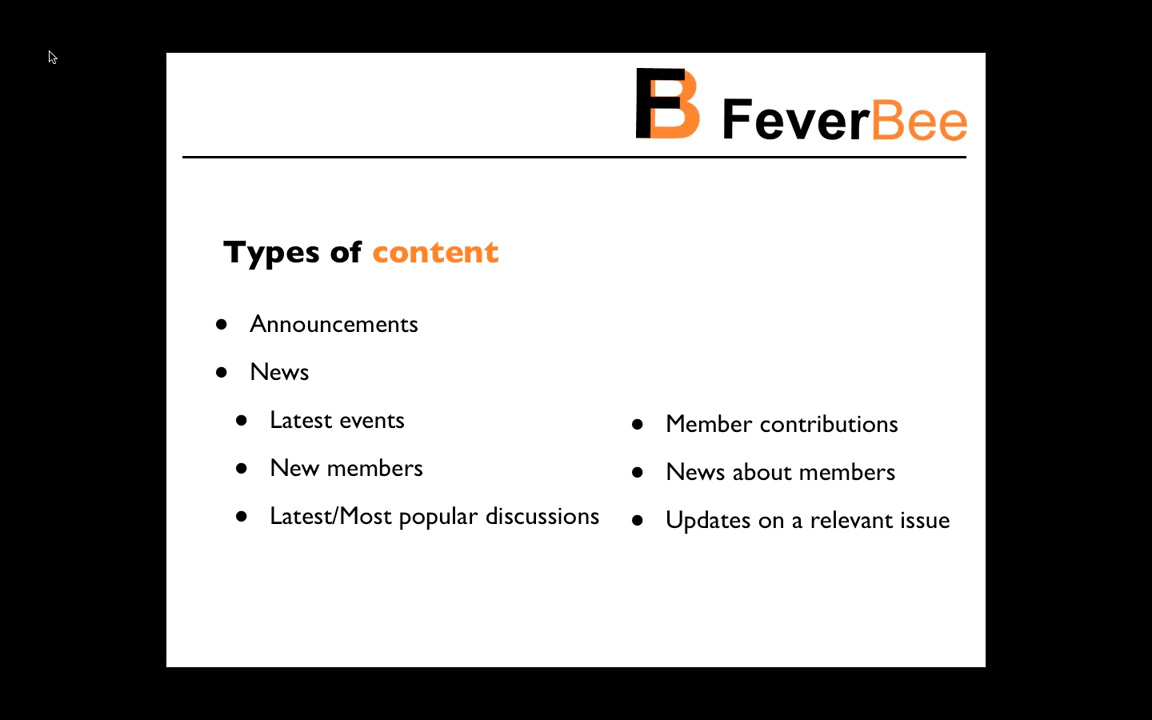 FB FeverBee
Types of content
● Announcements
● News
● Latest events
● New members
● Latest/Most popular discussions
● Member contributions
● News about members
● Updates on a relevant issue